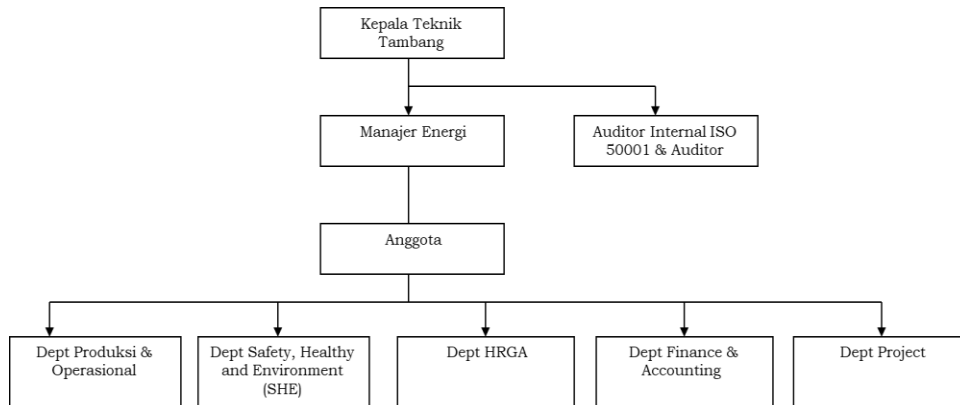 Kepala Teknik
Tambang
Manajer Energi
Auditor Internal ISO
50001 & Auditor
Anggota
Dept Produksi &
Operasional
Dept Safety, Healthy
and Environment
(SHE)
Dept HRGA
Dept Finance &
Accounting
Dept Project